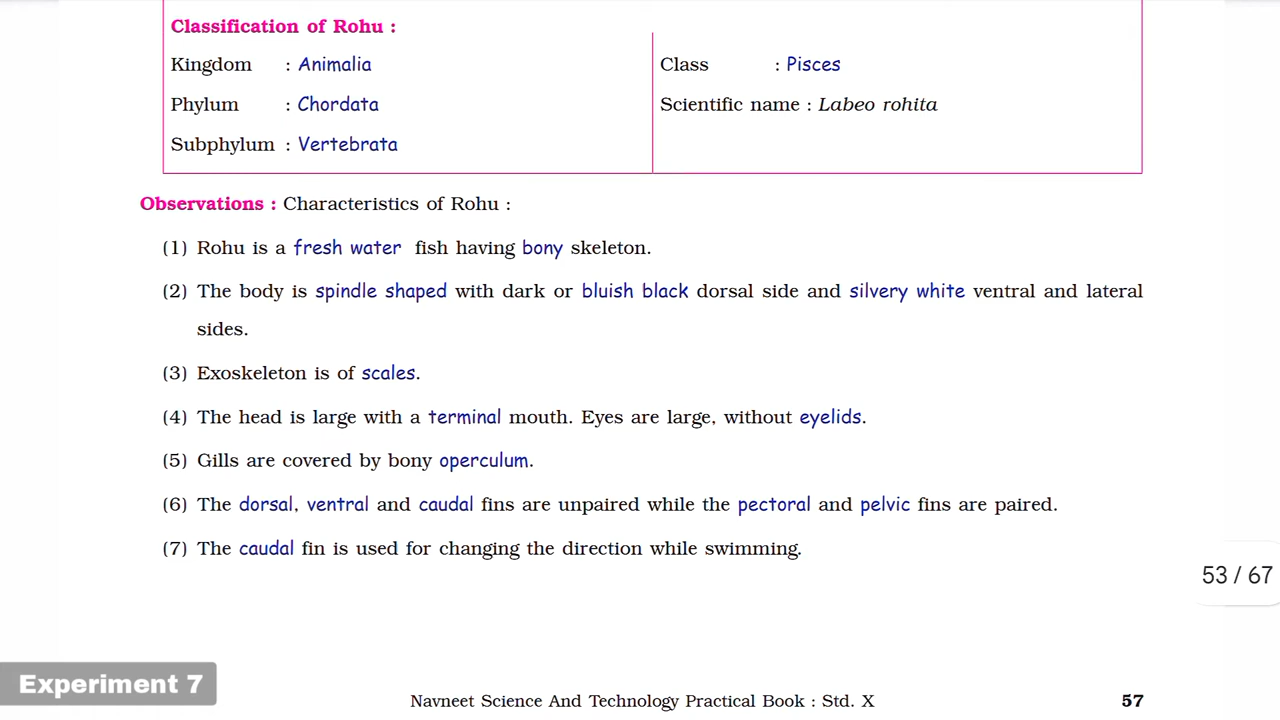 Classification of Rohu :
Kingdom : Animalia
Phylum : Chordata
Subphylum : Vertebrata
Class : Pisces
Scientific name : Labeo rohita
Observations : Characteristics of Rohu :
(1) Rohu is a fresh water fish having bony skeleton.
(2) The body is spindle shaped with dark or bluish black dorsal side and silvery white ventral and lateral
sides.
(3) Exoskeleton is of scales.
(4) The head is large with a terminal mouth. Eyes are large, without eyelids.
(5) Gills are covered by bony operculum.
(6) The dorsal, ventral and caudal fins are unpaired while the pectoral and pelvic fins are paired.
(7) The caudal fin is used for changing the direction while swimming.
53 / 67
Experiment 7
Navneet Science And Technology Practical Book : Std. X
57